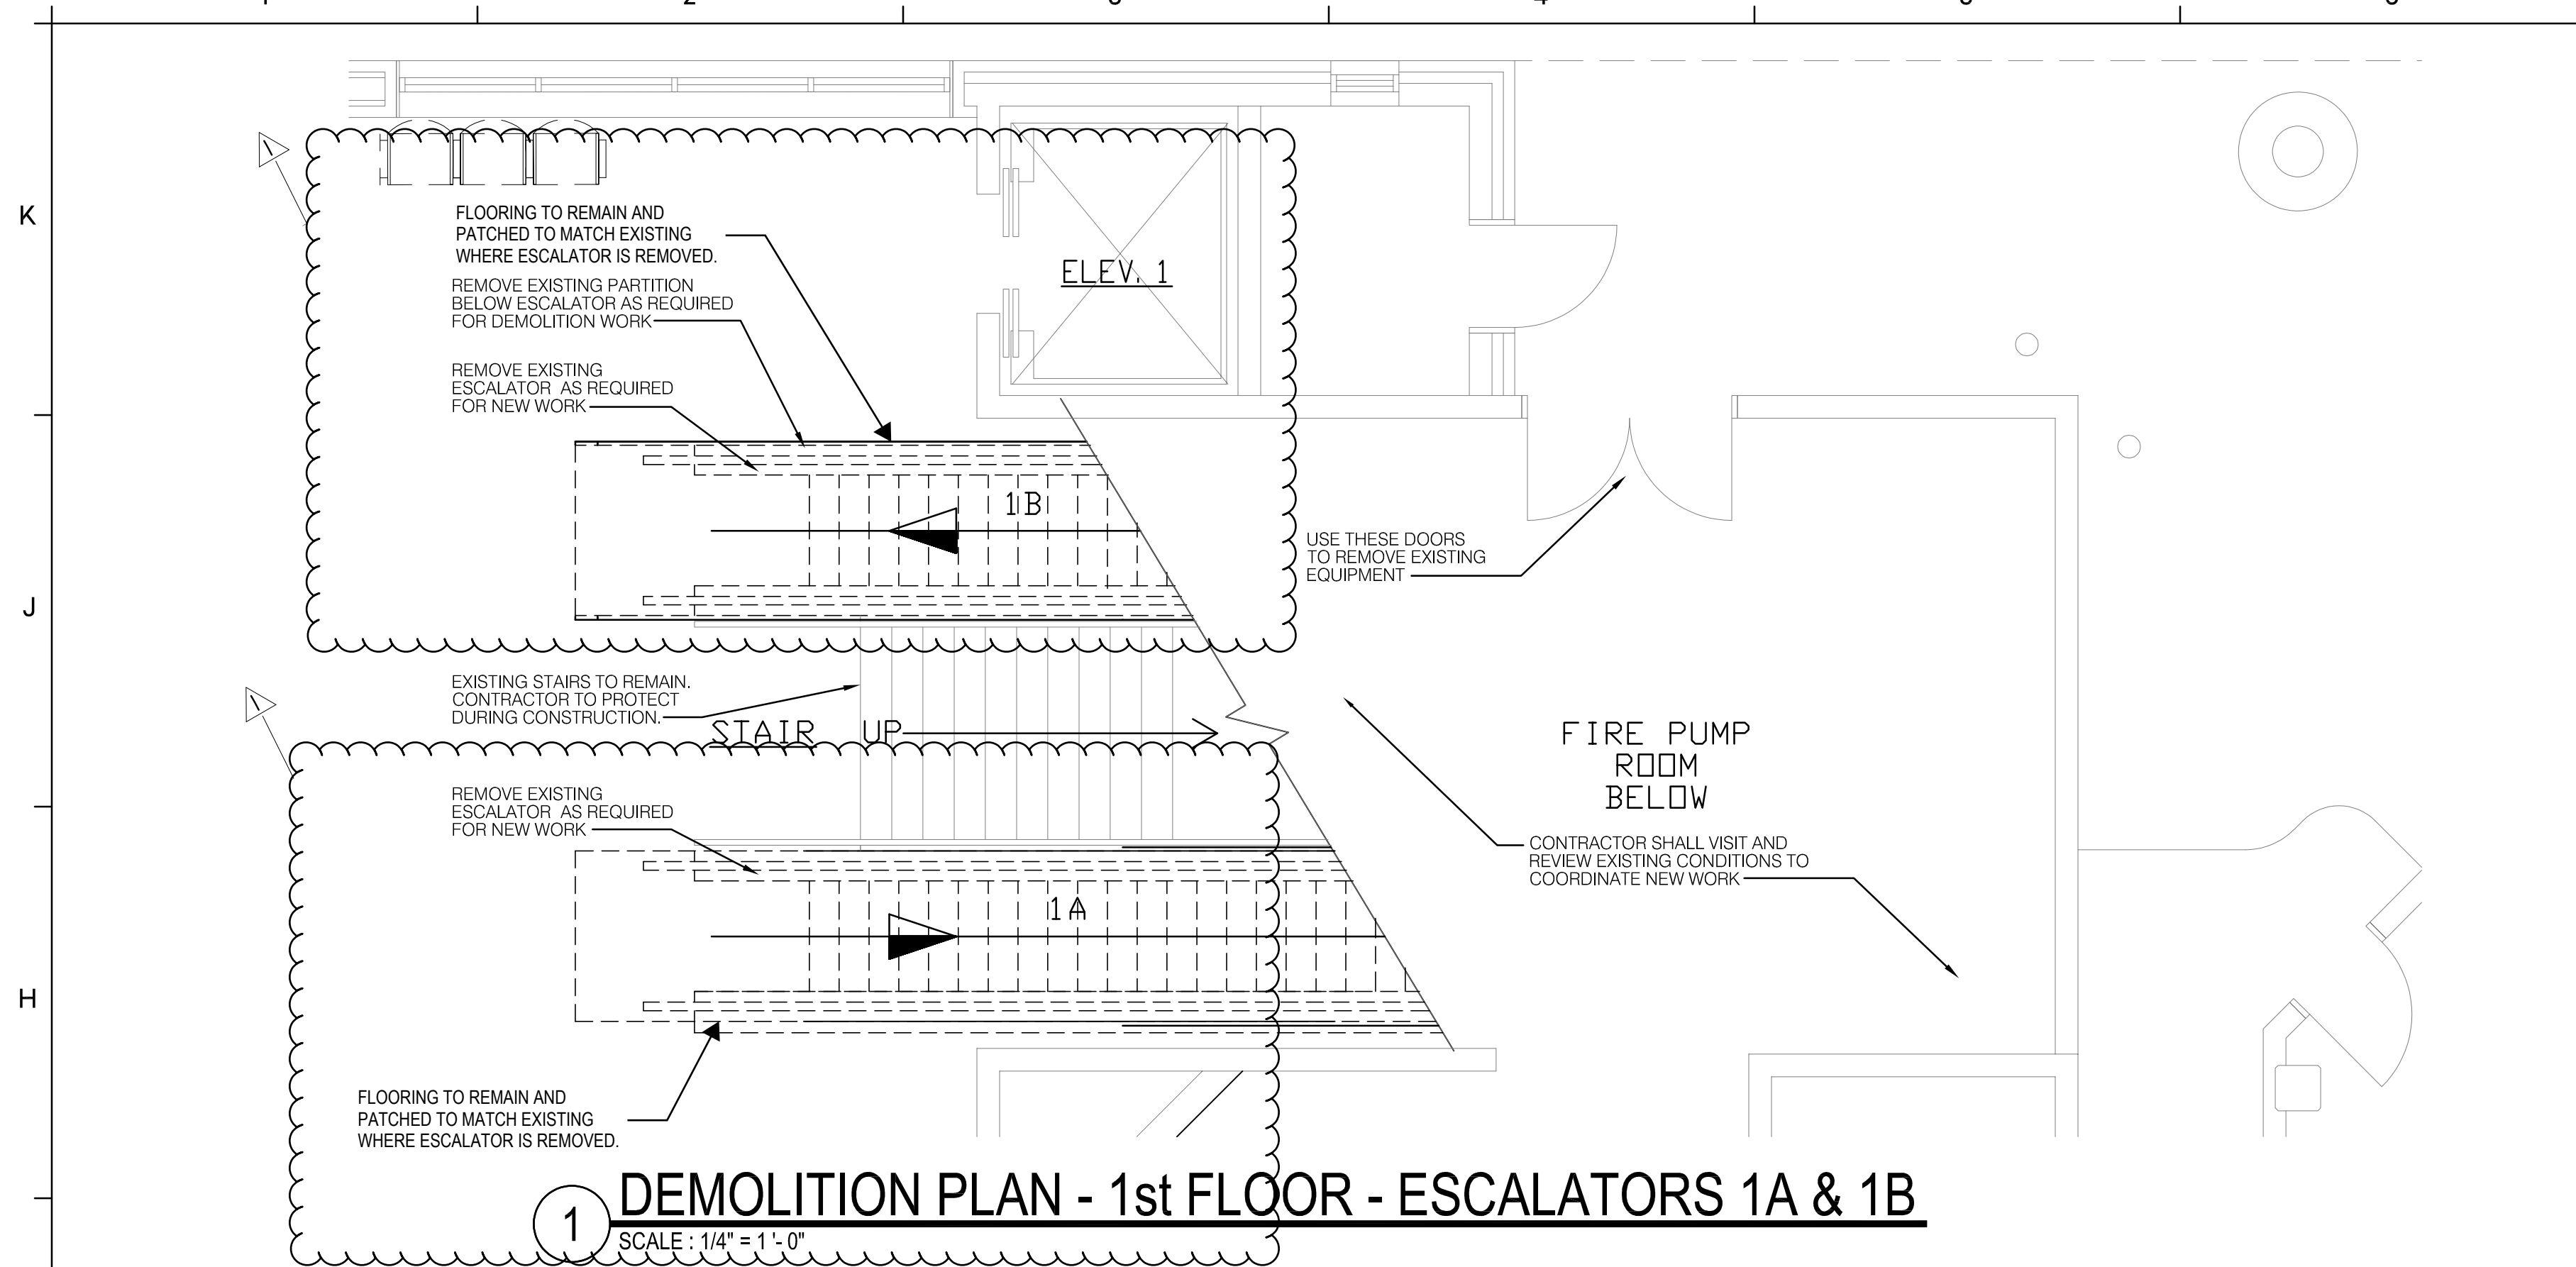 2
K
J
H
FLOORING TO REMAIN AND
PATCHED TO MATCH EXISTING
WHERE ESCALATOR IS REMOVED.
REMOVE EXISTING PARTITION
BELOW ESCALATOR AS REQUIRED
FOR DEMOLITION WORK
REMOVE EXISTING
ESCALATOR AS REQUIRED
FOR NEW WORK
ELEV. 1
1B
USE THESE DOORS
TO REMOVE EXISTING
EQUIPMENT
EXISTING STAIRS TO REMAIN.
CONTRACTOR TO PROTECT
DURING CONSTRUCTION.
STAIR UP
FIRE PUMP
ROOM
BELOW
REMOVE EXISTING
ESCALATOR AS REQUIRED
FOR NEW WORK
CONTRACTOR SHALL VISIT AND
REVIEW EXISTING CONDITIONS TO
COORDINATE NEW WORK
1A
FLOORING TO REMAIN AND
PATCHED TO MATCH EXISTING
WHERE ESCALATOR IS REMOVED.
1
DEMOLITION PLAN - 1st FLOOR - ESCALATORS 1A & 1B
SCALE : 1/4" = 1 '- 0"